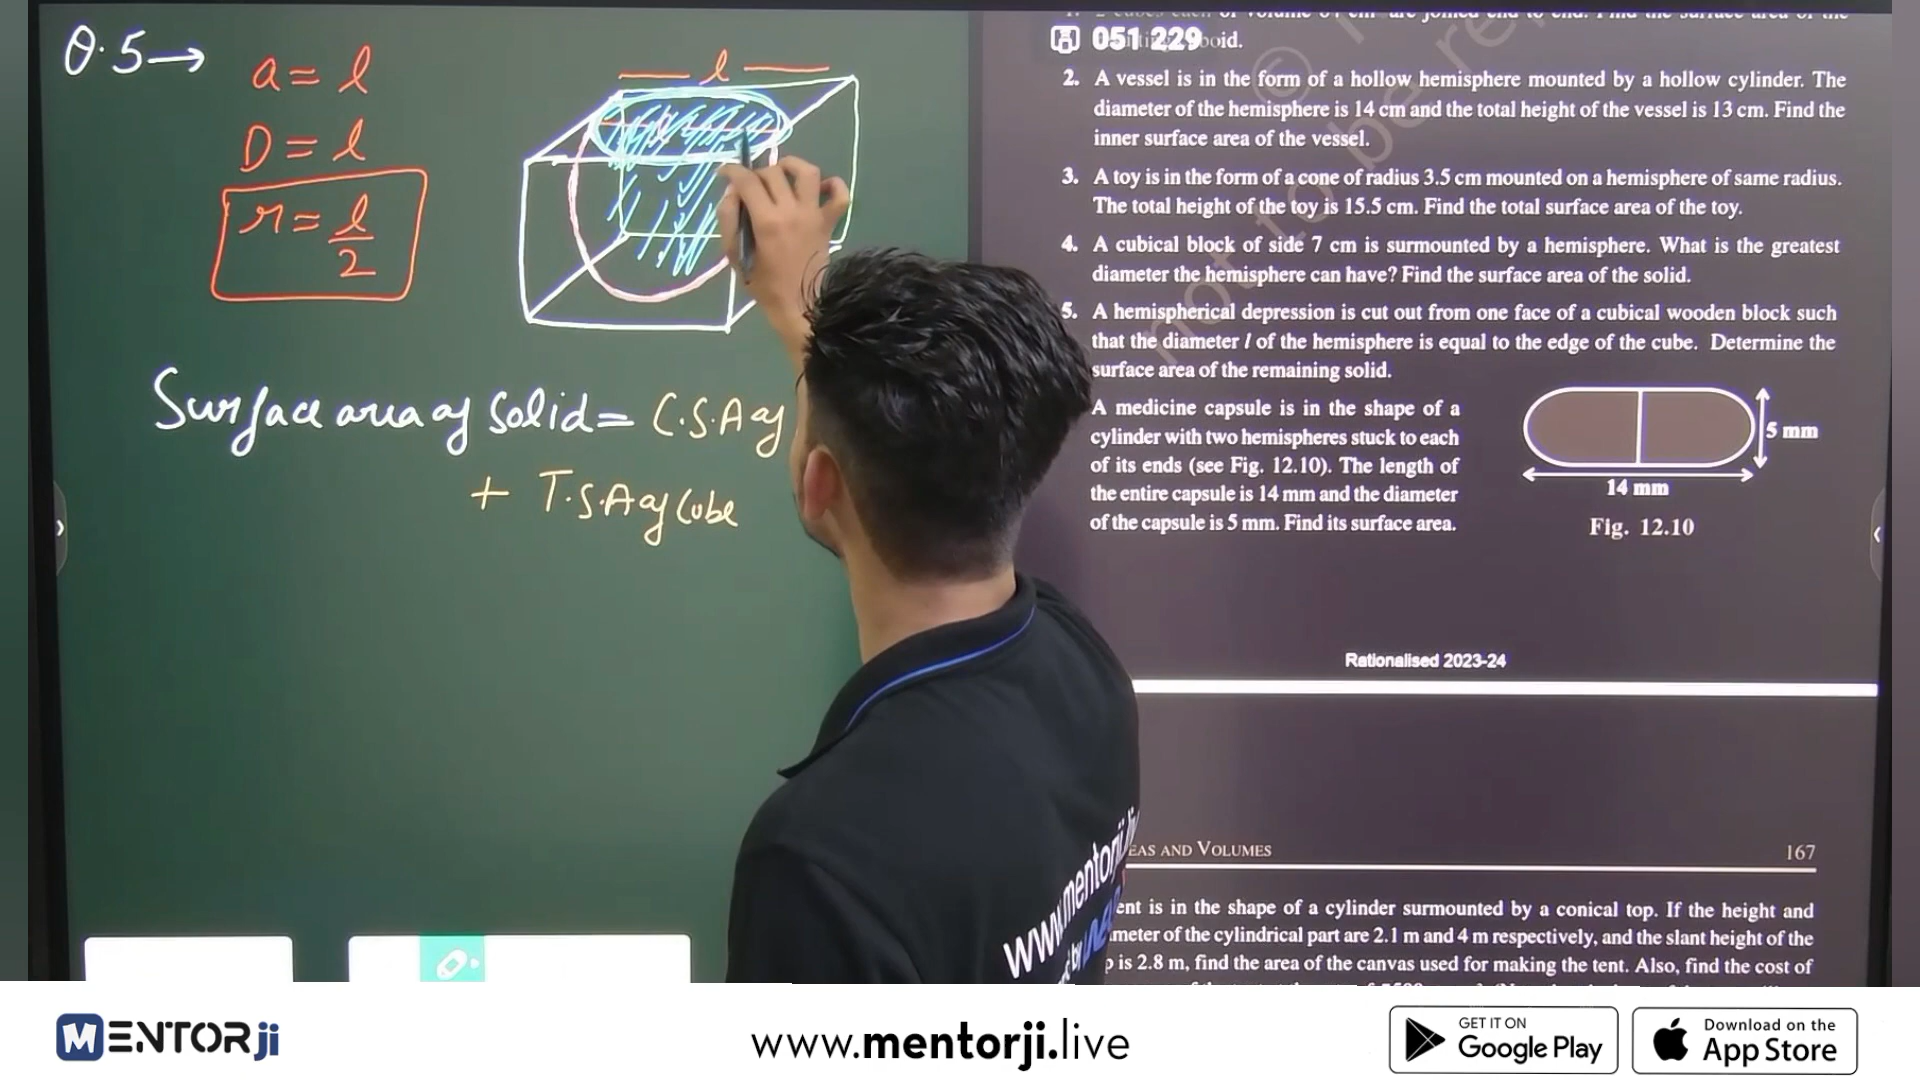 Q.5→
a = l
D = l
r = l/2
l
Surface area of Solid = C.S.A of
+ T.S.A of Cube
051 229
oid.
2. A vessel is in the form of a hollow hemisphere mounted by a hollow cylinder. The
diameter of the hemisphere is 14 cm and the total height of the vessel is 13 cm. Find the
inner surface area of the vessel.
3. A toy is in the form of a cone of radius 3.5 cm mounted on a hemisphere of same radius.
The total height of the toy is 15.5 cm. Find the total surface area of the toy.
4. A cubical block of side 7 cm is surmounted by a hemisphere. What is the greatest
diameter the hemisphere can have? Find the surface area of the solid.
5. A hemispherical depression is cut out from one face of a cubical wooden block such
that the diameter l of the hemisphere is equal to the edge of the cube. Determine the
surface area of the remaining solid.
A medicine capsule is in the shape of a
cylinder with two hemispheres stuck to each
of its ends (see Fig. 12.10). The length of
the entire capsule is 14 mm and the diameter
of the capsule is 5 mm. Find its surface area.
5 mm
14 mm
Fig. 12.10
Rationalised 2023-24
EAS AND VOLUMES
167
ent is in the shape of a cylinder surmounted by a conical top. If the height and
meter of the cylindrical part are 2.1 m and 4 m respectively, and the slant height of the
p is 2.8 m, find the area of the canvas used for making the tent. Also, find the cost of
not to be re
www.mentorji.li
MENTORji
www.mentorji.live
GET IT ON
Google Play
Download on the
App Store